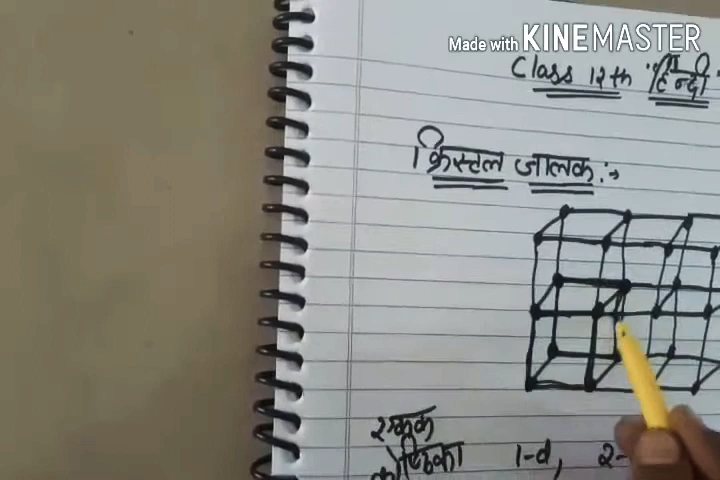 Made with KINEMASTER
Class 12th "हिन्दी"
क्रिस्टल जालक :→
एकक
कोष्ठिका 1-d, 2-